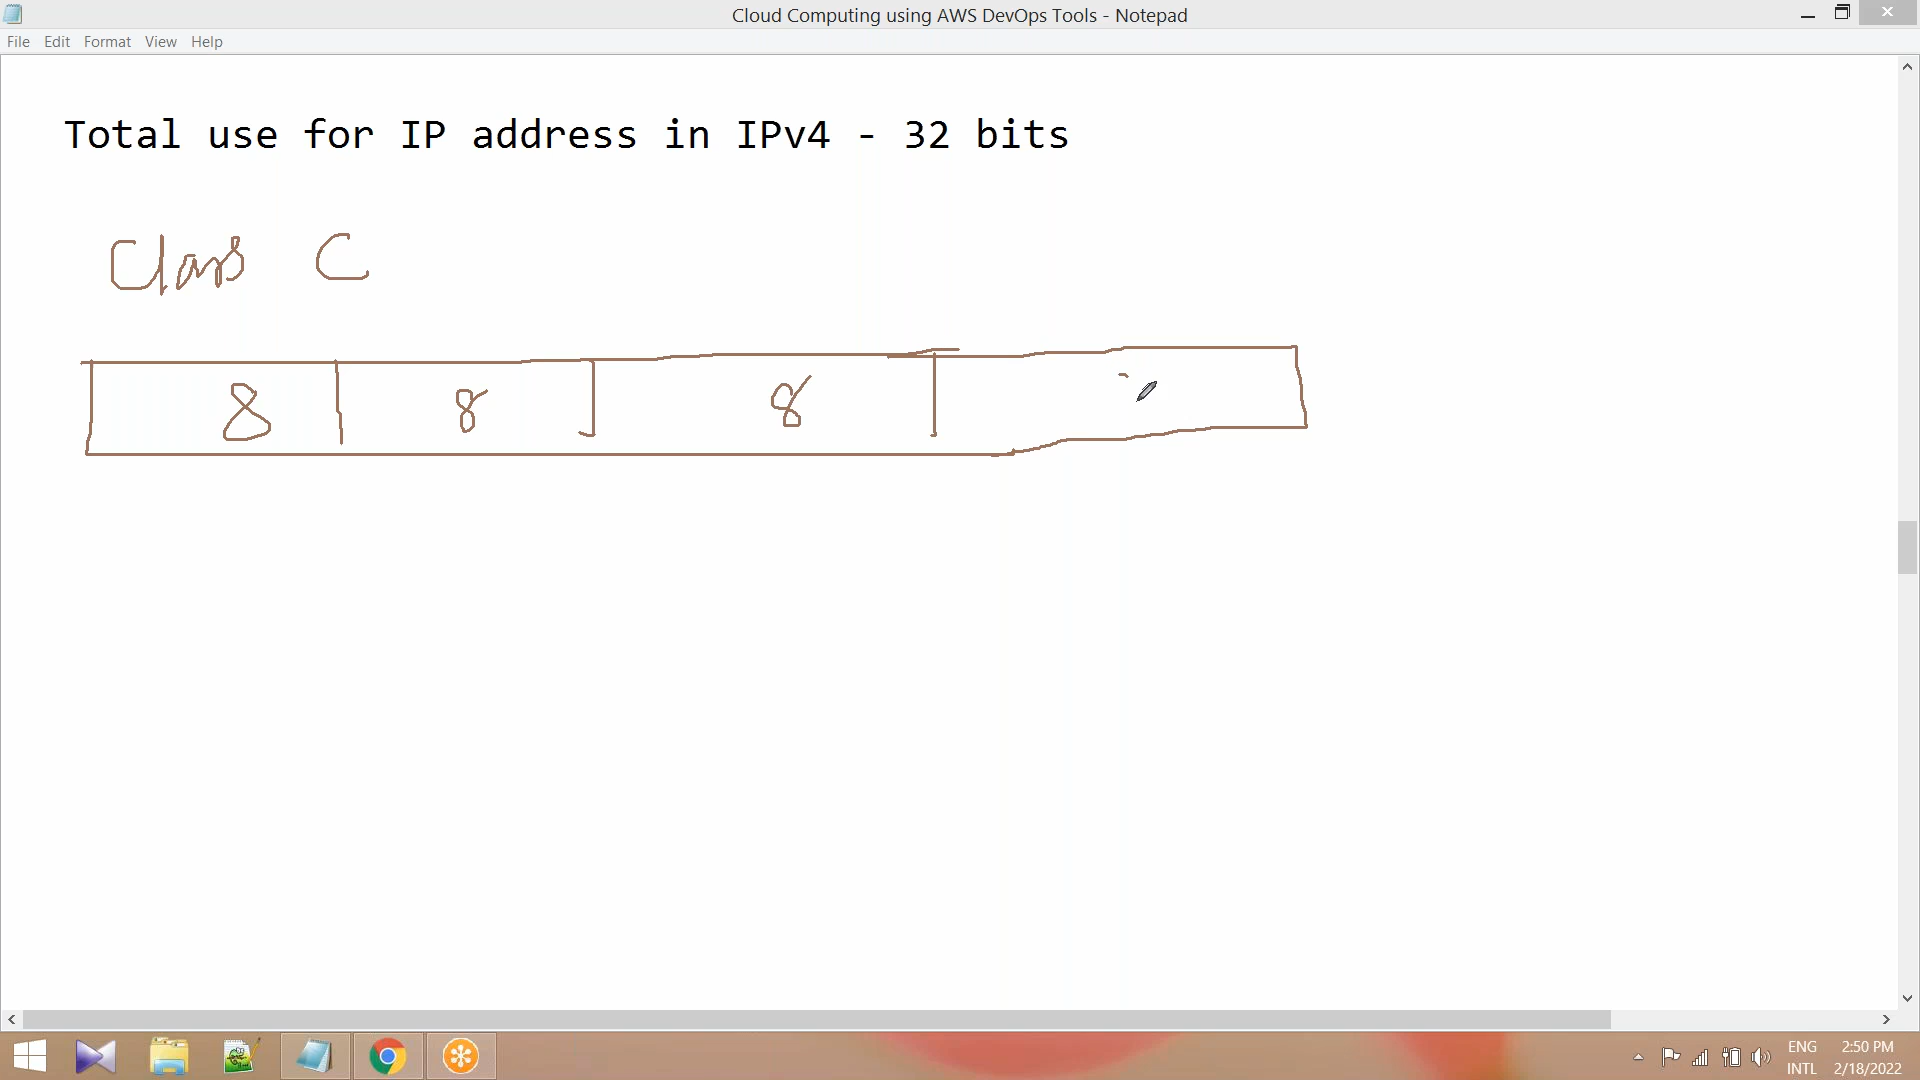 Cloud Computing using AWS DevOps Tools - Notepad
File Edit Format View Help
Total use for IP address in IPv4 - 32 bits
Class C
8 8 8
ENG 2:50 PM
INTL 2/18/2022